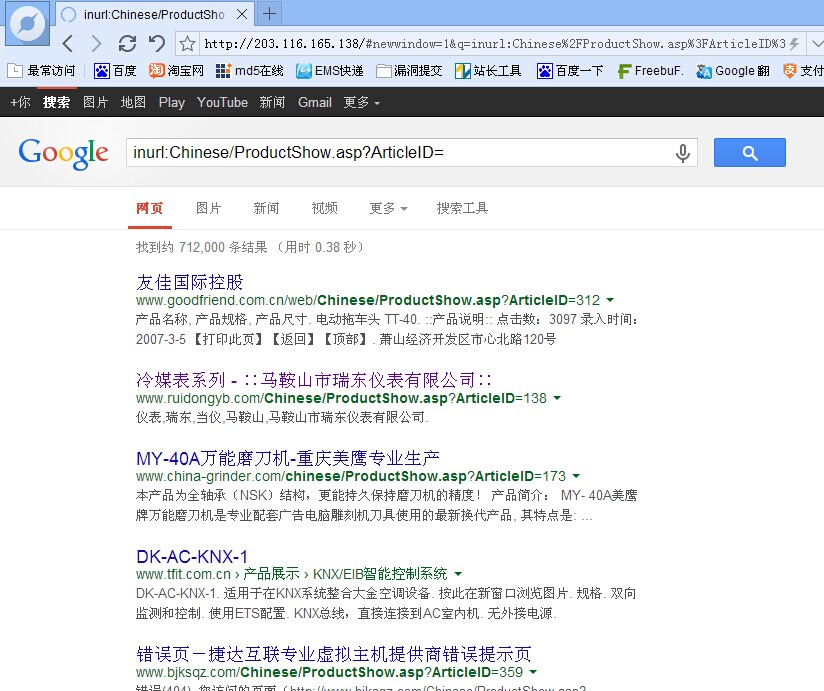 inurl:Chinese/ProductSho
http://203.116.165.138/#newwindow=1&q=inurl:Chinese%2FProductShow.asp%3FArticleID%3
最常访问 百度 淘宝网 md5在线 EMS快递 漏洞提交 站长工具 百度一下 FreebuF. Google 翻 支付
+你 搜索 图片 地图 Play YouTube 新闻 Gmail 更多
Google inurl:Chinese/ProductShow.asp?ArticleID=
网页 图片 新闻 视频 更多 搜索工具
找到约 712,000 条结果 （用时 0.38 秒）
友佳国际控股
www.goodfriend.com.cn/web/Chinese/ProductShow.asp?ArticleID=312
产品名称, 产品规格, 产品尺寸. 电动拖车头 TT-40. ::产品说明:: 点击数：3097 录入时间：
2007-3-5 【打印此页】【返回】【顶部】. 萧山经济开发区市心北路120号
冷媒表系列 - ::马鞍山市瑞东仪表有限公司::
www.ruidongyb.com/Chinese/ProductShow.asp?ArticleID=138
仪表,瑞东,当仪,马鞍山,马鞍山市瑞东仪表有限公司.
MY-40A万能磨刀机-重庆美鹰专业生产
www.china-grinder.com/chinese/ProductShow.asp?ArticleID=173
本产品为全轴承（NSK）结构，更能持久保持磨刀机的精度！ 产品简介： MY- 40A美鹰
牌万能磨刀机是专业配套广告电脑雕刻机刀具使用的最新换代产品, 其特点是: ...
DK-AC-KNX-1
www.tfit.com.cn › 产品展示 › KNX/EIB智能控制系统
DK-AC-KNX-1. 适用于在KNX系统整合大金空调设备. 按此在新窗口浏览图片. 规格. 双向
监测和控制. 使用ETS配置. KNX总线，直接连接到AC室内机. 无外接电源.
错误页－捷达互联专业虚拟主机提供商错误提示页
www.bjksqz.com/Chinese/ProductShow.asp?ArticleID=359
错误(404) 您访问的页面（http://www.bjksqz.com/Chinese/ProductShow.asp?